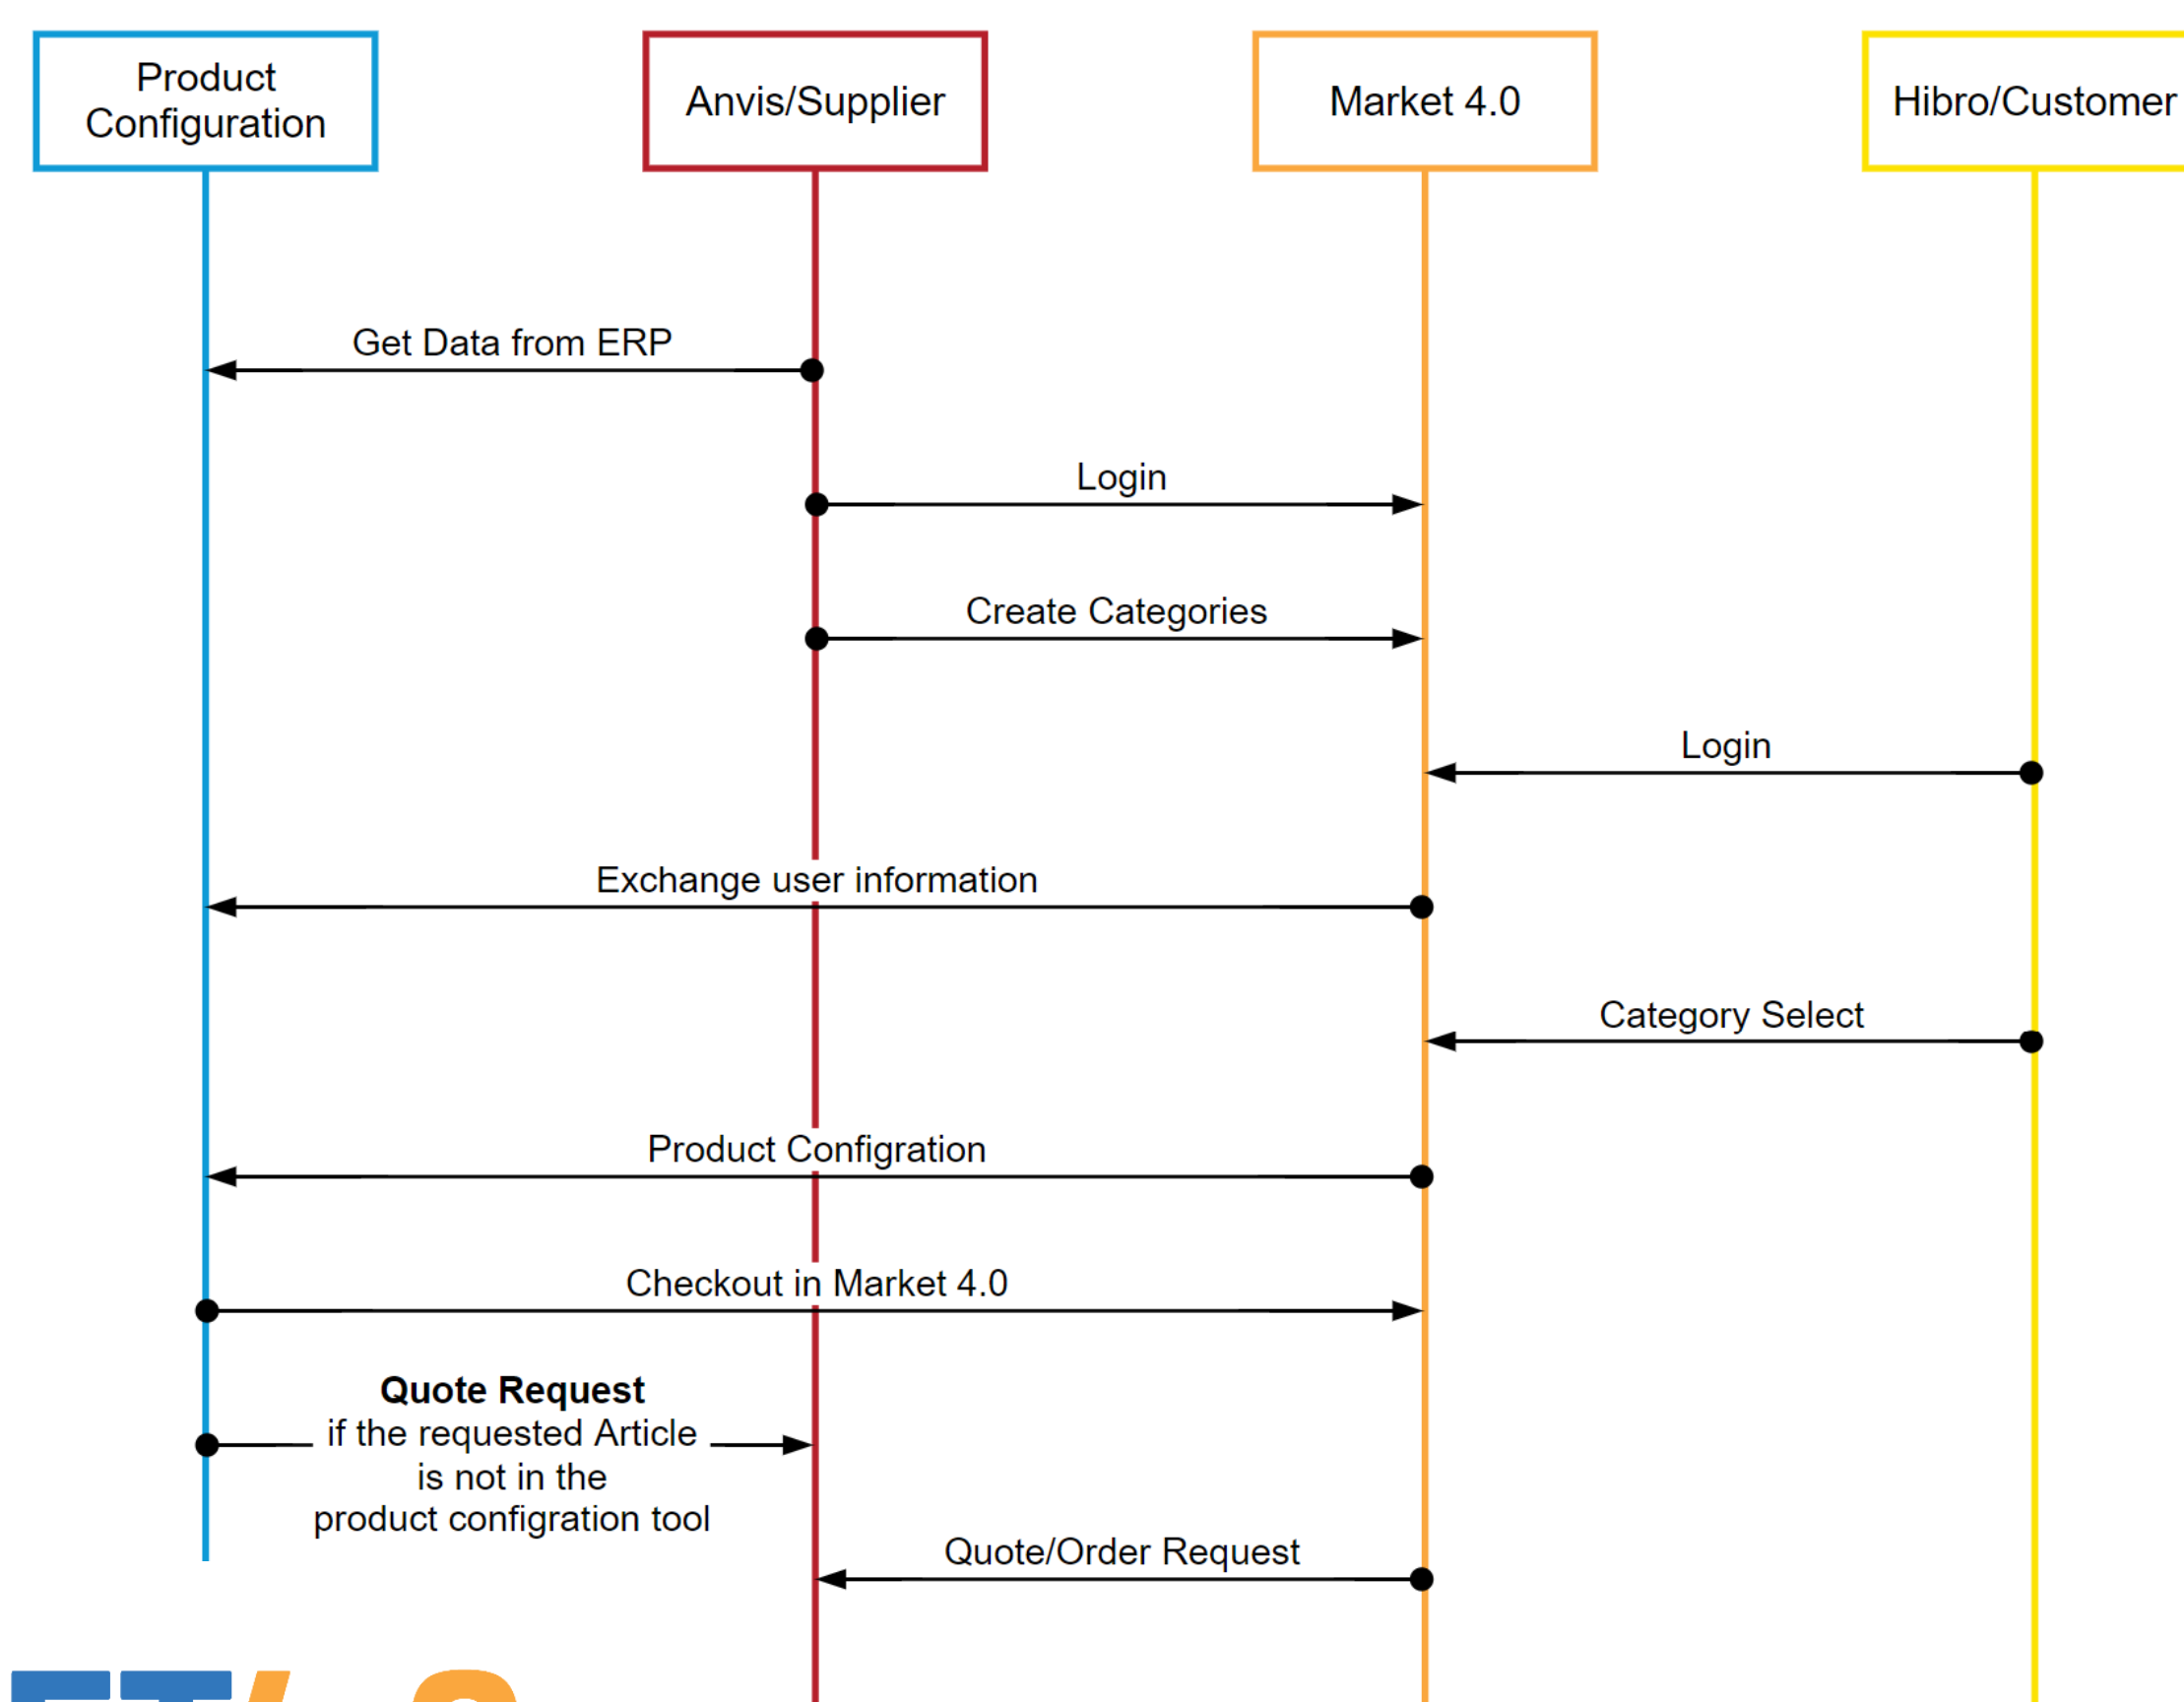 Product
Configuration
Anvis/Supplier
Market 4.0
Hibro/Customer
Get Data from ERP
Login
Create Categories
Login
Exchange user information
Category Select
Product Configration
Checkout in Market 4.0
Quote Request
if the requested Article
is not in the
product configration tool
Quote/Order Request